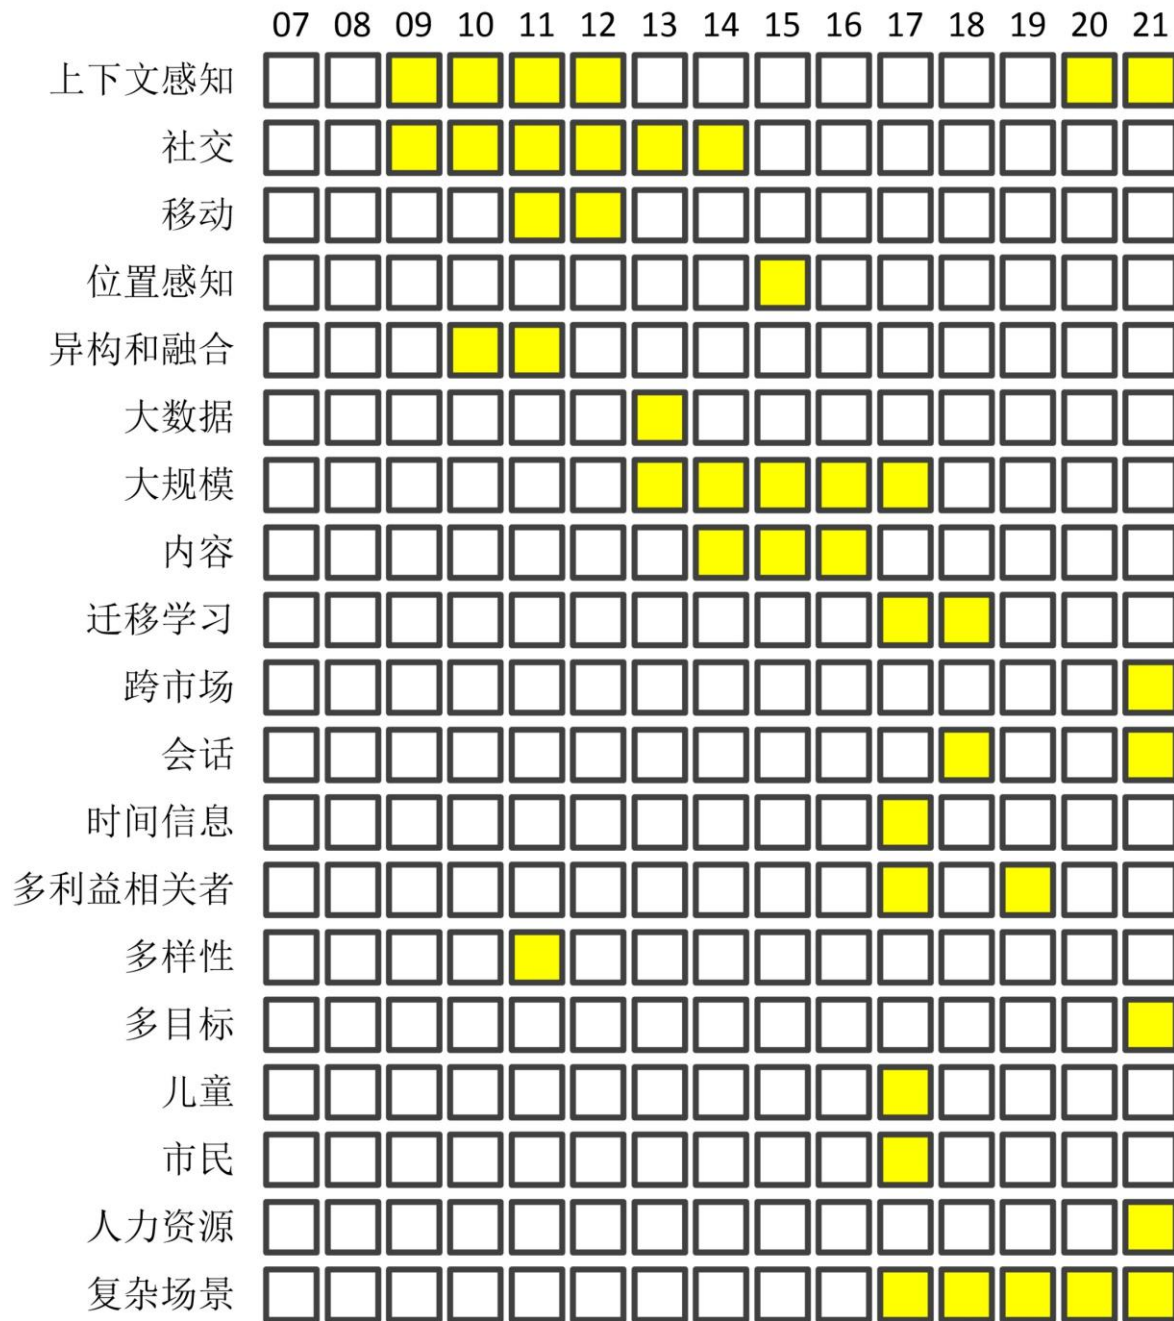 07 08 09 10 11 12 13 14 15 16 17 18 19 20 21
上下文感知
社交
移动
位置感知
异构和融合
大数据
大规模
内容
迁移学习
跨市场
会话
时间信息
多利益相关者
多样性
多目标
儿童
市民
人力资源
复杂场景